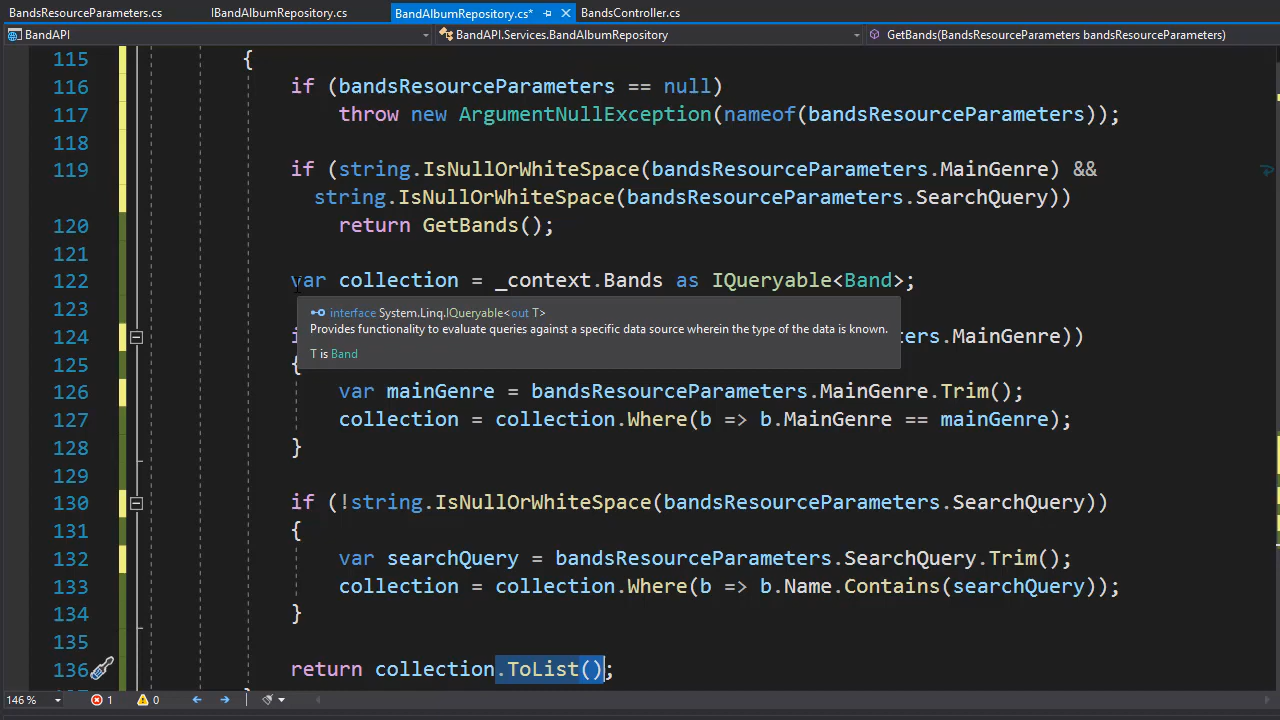 BandsResourceParameters.cs IBandAlbumRepository.cs BandAlbumRepository.cs* BandsController.cs
BandAPI BandAPI.Services.BandAlbumRepository GetBands(BandsResourceParameters bandsResourceParameters)
115 {
116 if (bandsResourceParameters == null)
117 throw new ArgumentNullException(nameof(bandsResourceParameters));
118
119 if (string.IsNullOrWhiteSpace(bandsResourceParameters.MainGenre) &&
string.IsNullOrWhiteSpace(bandsResourceParameters.SearchQuery))
120 return GetBands();
121
122 var collection = _context.Bands as IQueryable<Band>;
123
interface System.Linq.IQueryable<out T>
Provides functionality to evaluate queries against a specific data source wherein the type of the data is known.
T is Band
124 i ers.MainGenre))
125 {
126 var mainGenre = bandsResourceParameters.MainGenre.Trim();
127 collection = collection.Where(b => b.MainGenre == mainGenre);
128 }
129
130 if (!string.IsNullOrWhiteSpace(bandsResourceParameters.SearchQuery))
131 {
132 var searchQuery = bandsResourceParameters.SearchQuery.Trim();
133 collection = collection.Where(b => b.Name.Contains(searchQuery));
134 }
135
136 return collection.ToList();
146 % 1 0